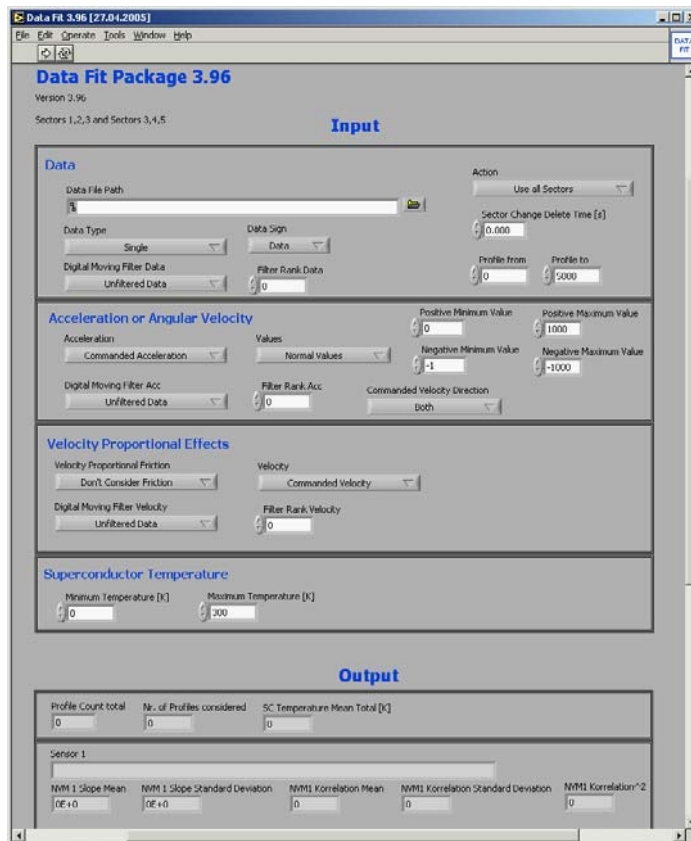 Data Fit 3.96 [27.04.2005]
File Edit Operate Tools Window Help
DATA
FIT
Data Fit Package 3.96
Version 3.96
Sectors 1,2,3 and Sectors 3,4,5
Input
Data
Action
Use all Sectors
Data File Path
Sector Change Delete Time [s]
0.000
Data Type
Data Sign
Single
Data
Digital Moving Filter Data
Filter Rank Data
Profile from
Profile to
Unfiltered Data
0
0
5000
Acceleration or Angular Velocity
Positive Minimum Value
Positive Maximum Value
0
1000
Acceleration
Values
Commanded Acceleration
Normal Values
Negative Minimum Value
Negative Maximum Value
-1
-1000
Digital Moving Filter Acc
Filter Rank Acc
Commanded Velocity Direction
Unfiltered Data
0
Both
Velocity Proportional Effects
Velocity Proportional Friction
Velocity
Don't Consider Friction
Commanded Velocity
Digital Moving Filter Velocity
Filter Rank Velocity
Unfiltered Data
0
Superconductor Temperature
Minimum Temperature [K]
Maximum Temperature [K]
0
300
Output
Profile Count total
Nr. of Profiles considered
SC Temperature Mean Total [K]
0
0
0
Sensor 1
NVM 1 Slope Mean
NVM 1 Slope Standard Deviation
NVM1 Korrelation Mean
NVM1 Korrelation Standard Deviation
NVM1 Korrelation^2
0E+0
0E+0
0
0
0